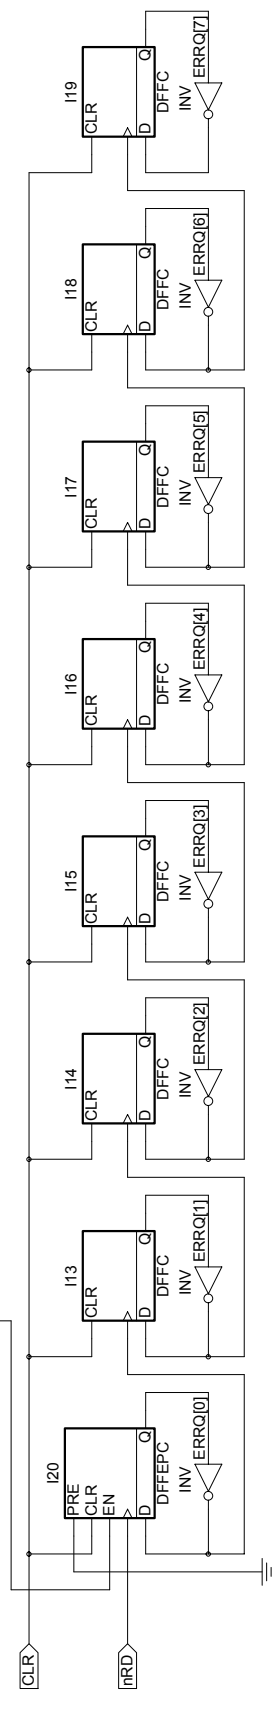 I19
CLR
Q
D
DFFC
INV
ERRQ[7]
I18
CLR
Q
D
DFFC
INV
ERRQ[6]
I17
CLR
Q
D
DFFC
INV
ERRQ[5]
I16
CLR
Q
D
DFFC
INV
ERRQ[4]
I15
CLR
Q
D
DFFC
INV
ERRQ[3]
I14
CLR
Q
D
DFFC
INV
ERRQ[2]
I13
CLR
Q
D
DFFC
INV
ERRQ[1]
I20
PRE
CLR
EN
Q
D
DFFEPC
INV
ERRQ[0]
CLR
nRD